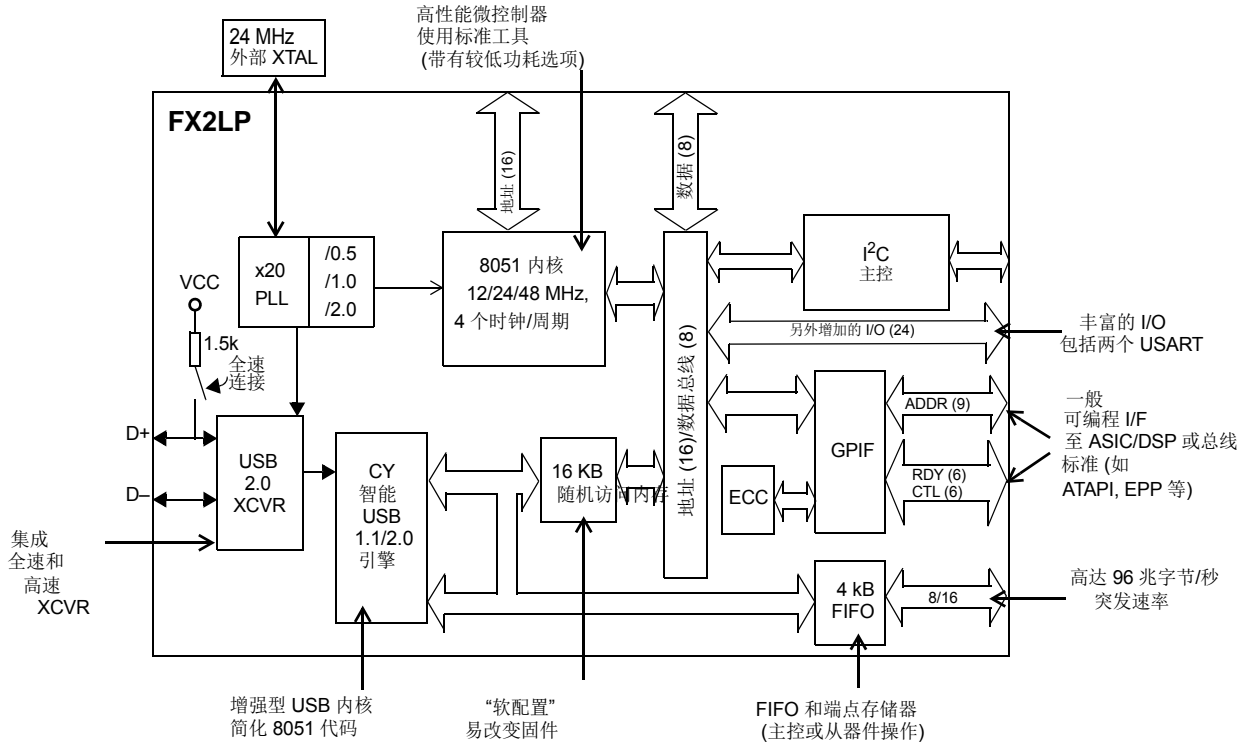 高性能微控制器
使用标准工具
(带有较低功耗选项)
24 MHz
外部 XTAL
FX2LP
地址 (16)
数据 (8)
x20
PLL
/0.5
/1.0
/2.0
8051 内核
12/24/48 MHz,
4 个时钟/周期
I²C
主控
VCC
1.5k
全速
连接
地址 (16)/数据总线 (8)
另外增加的 I/O (24)
丰富的 I/O
包括两个 USART
D+
D–
USB
2.0
XCVR
CY
智能
USB
1.1/2.0
引擎
16 KB
随机访问内存
ECC
GPIF
ADDR (9)
RDY (6)
CTL (6)
一般
可编程 I/F
至 ASIC/DSP 或总线
标准 (如
ATAPI, EPP 等)
集成
全速和
高速
XCVR
4 kB
FIFO
8/16
高达 96 兆字节/秒
突发速率
增强型 USB 内核
简化 8051 代码
“软配置”
易改变固件
FIFO 和端点存储器
(主控或从器件操作)